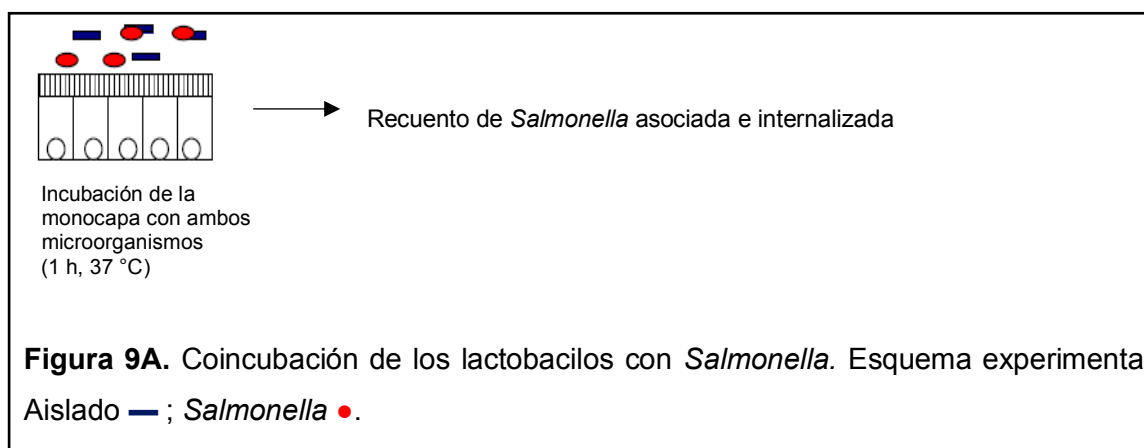 Recuento de Salmonella asociada e internalizada
Incubación de la
monocapa con ambos
microorganismos
(1 h, 37 °C)
Figura 9A. Coincubación de los lactobacilos con Salmonella. Esquema experimenta
Aislado — ; Salmonella ●.